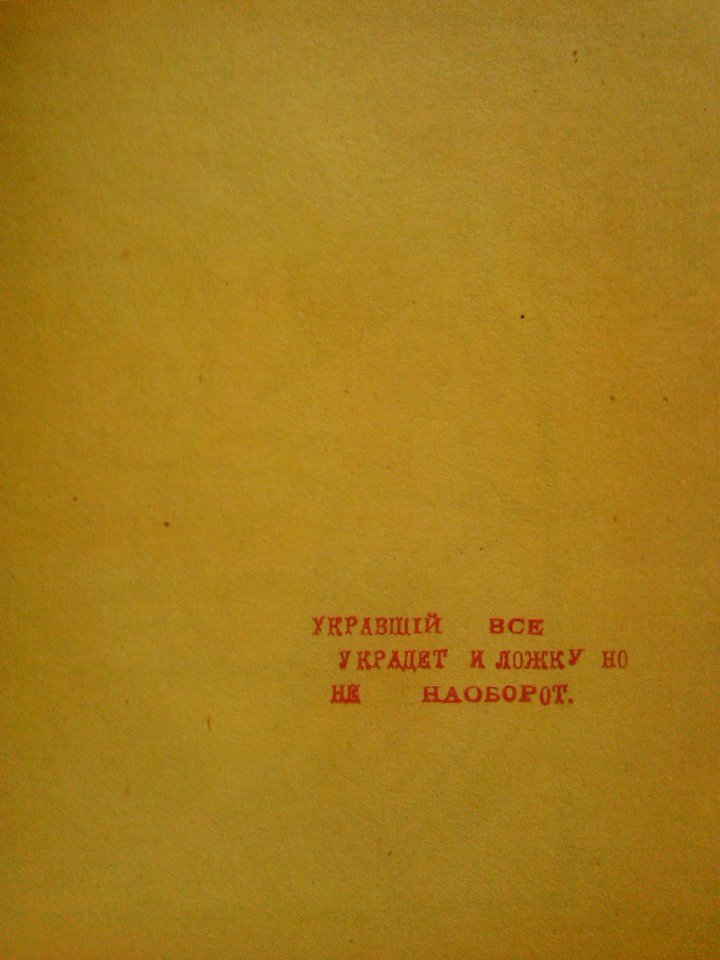 УКРАВШІЙ ВСЕ
УКРАДЕТ И ЛОЖКУ НО
НЕ НАОБОРОТ.